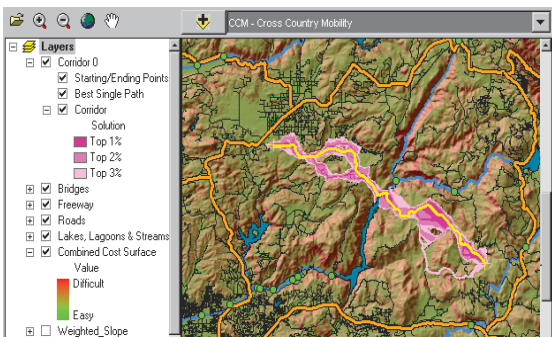 CCM - Cross Country Mobility
Layers
Corridor 0
Starting/Ending Points
Best Single Path
Corridor
Solution
Top 1%
Top 2%
Top 3%
Bridges
Freeway
Roads
Lakes, Lagoons & Streams
Combined Cost Surface
Value
Difficult
Easy
Weighted_Slope